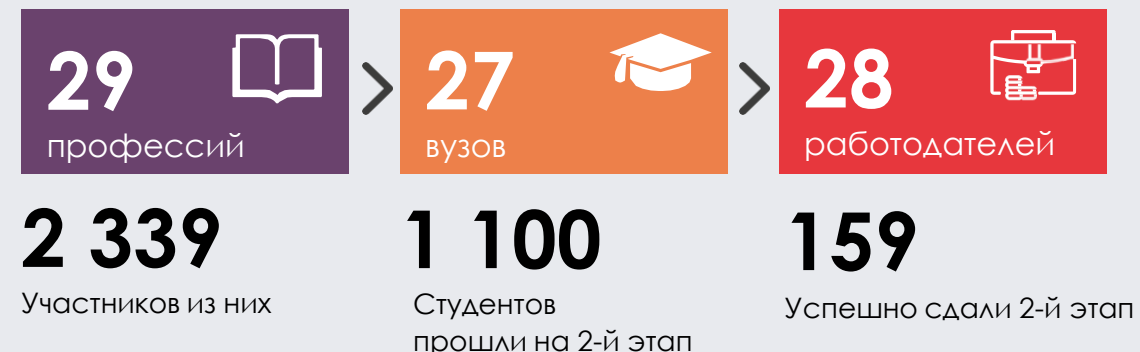 29
профессий
27
вузов
28
работодателей
2 339
Участников из них
1 100
Студентов
прошли на 2-й этап
159
Успешно сдали 2-й этап